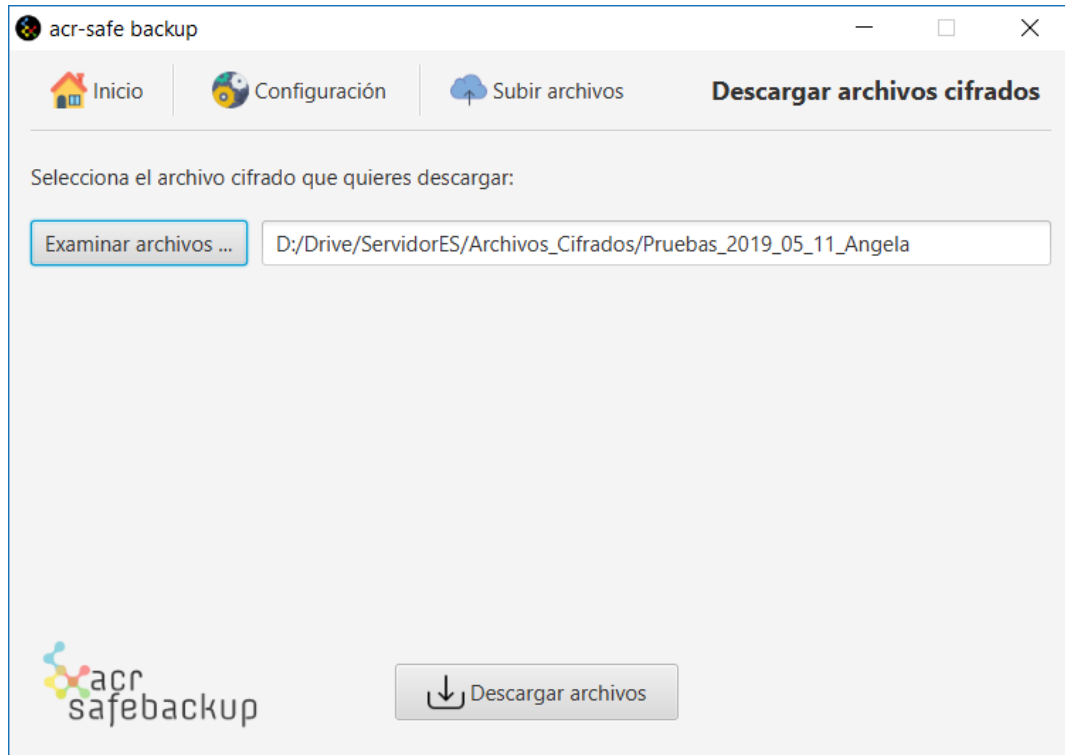 acr-safe backup
Inicio Configuración Subir archivos Descargar archivos cifrados
Selecciona el archivo cifrado que quieres descargar:
Examinar archivos ... D:/Drive/ServidorES/Archivos_Cifrados/Pruebas_2019_05_11_Angela
acr
safebackup
Descargar archivos